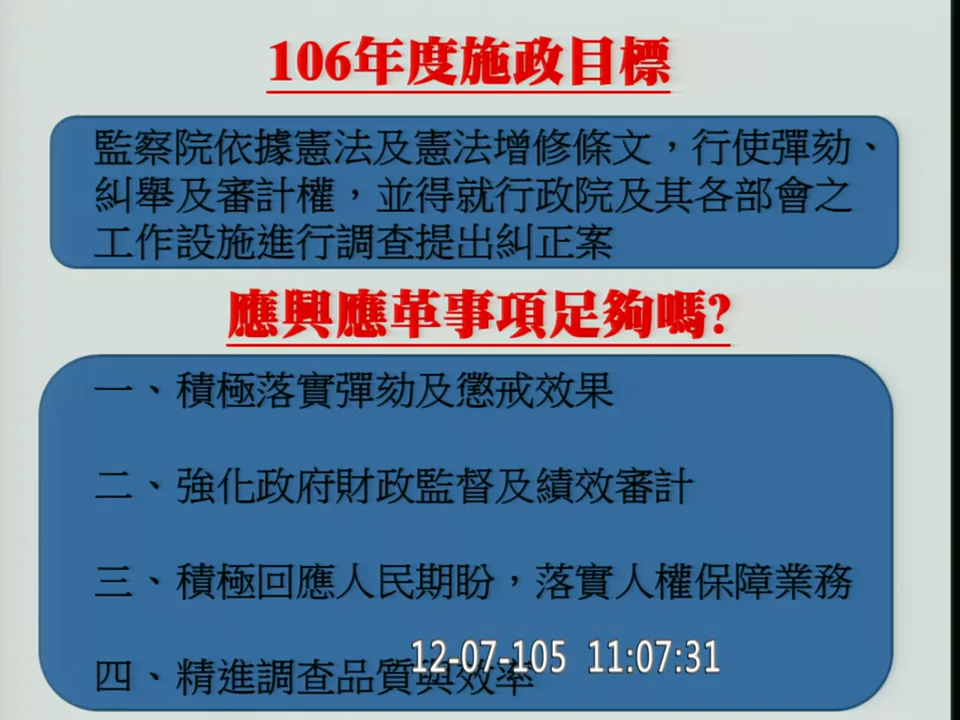 106年度施政目標
監察院依據憲法及憲法增修條文，行使彈劾、
糾舉及審計權，並得就行政院及其各部會之
工作設施進行調查提出糾正案
應興應革事項足夠嗎?
一、積極落實彈劾及懲戒效果
二、強化政府財政監督及績效審計
三、積極回應人民期盼，落實人權保障業務
四、精進調查品質與效率
12-07-105 11:07:31